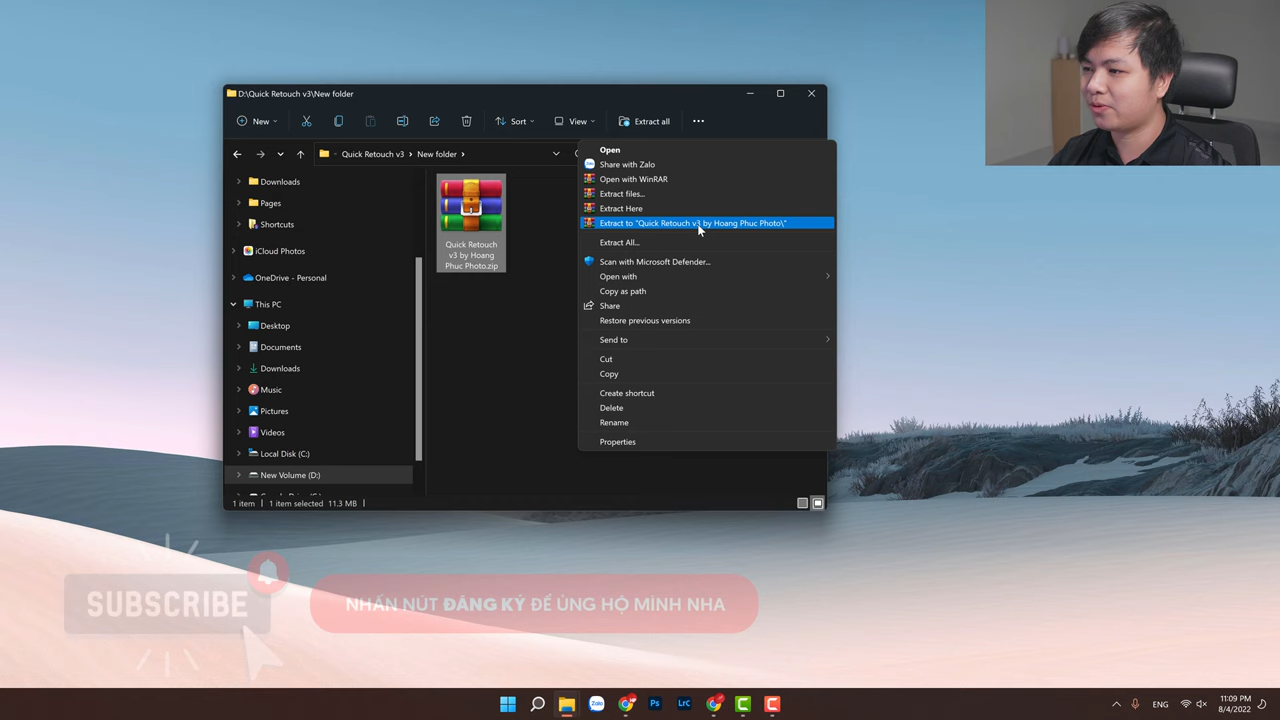 D:\Quick Retouch v3\New folder
New
Sort
View
Extract all
Quick Retouch v3
New folder
Downloads
Pages
Shortcuts
iCloud Photos
OneDrive - Personal
This PC
Desktop
Documents
Downloads
Music
Pictures
Videos
Local Disk (C:)
New Volume (D:)
Quick Retouch
v3 by Hoang
Phuc Photo.zip
Open
Share with Zalo
Open with WinRAR
Extract files...
Extract Here
Extract to "Quick Retouch v3 by Hoang Phuc Photo\"
Extract All...
Scan with Microsoft Defender...
Open with
Copy as path
Share
Restore previous versions
Send to
Cut
Copy
Create shortcut
Delete
Rename
Properties
1 item
1 item selected
11.3 MB
SUBSCRIBE
NHẤN NÚT ĐĂNG KÝ ĐỂ ỦNG HỘ MÌNH NHA
Zalo
Ps
LrC
ENG
11:09 PM
8/4/2022